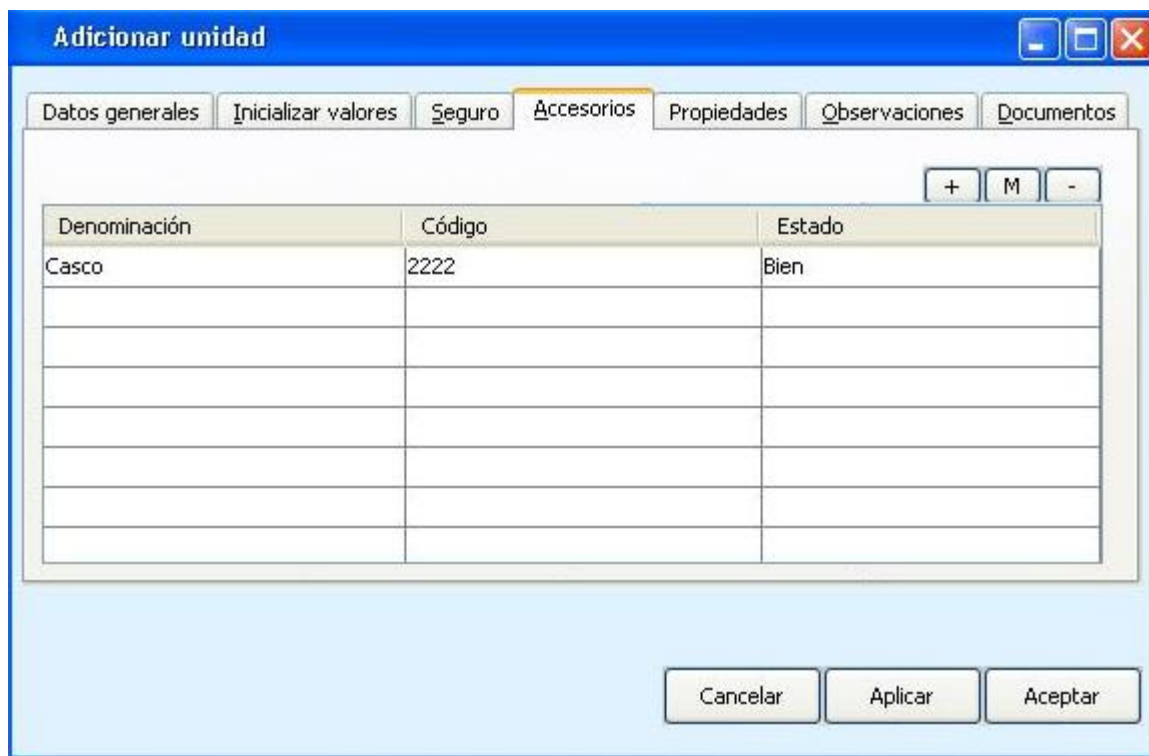 Adicionar unidad
Datos generales Inicializar valores Seguro Accesorios Propiedades Observaciones Documentos
+ M -
Denominación Código Estado
Casco 2222 Bien
Cancelar Aplicar Aceptar